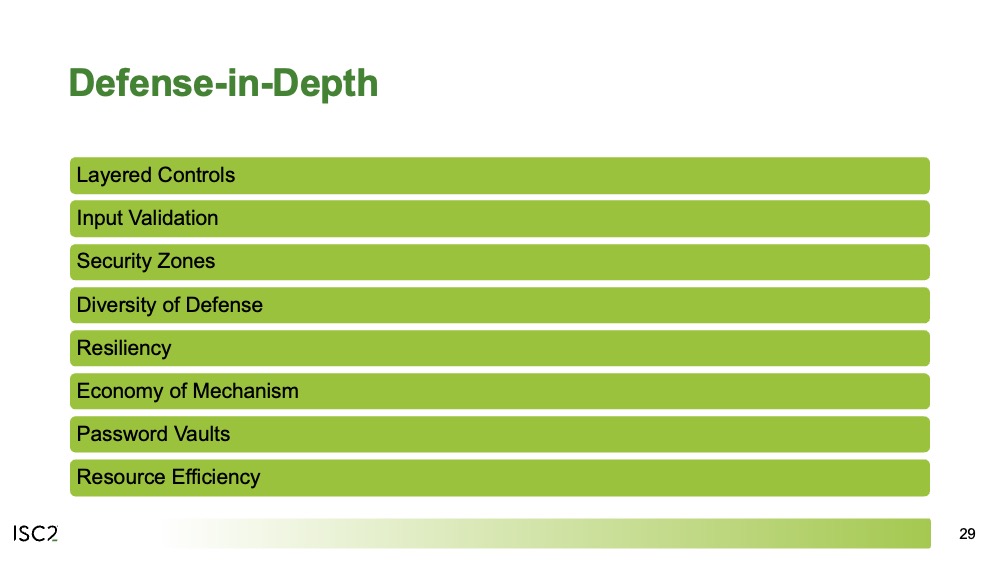 Defense-in-Depth
Layered Controls
Input Validation
Security Zones
Diversity of Defense
Resiliency
Economy of Mechanism
Password Vaults
Resource Efficiency
ISC2
29